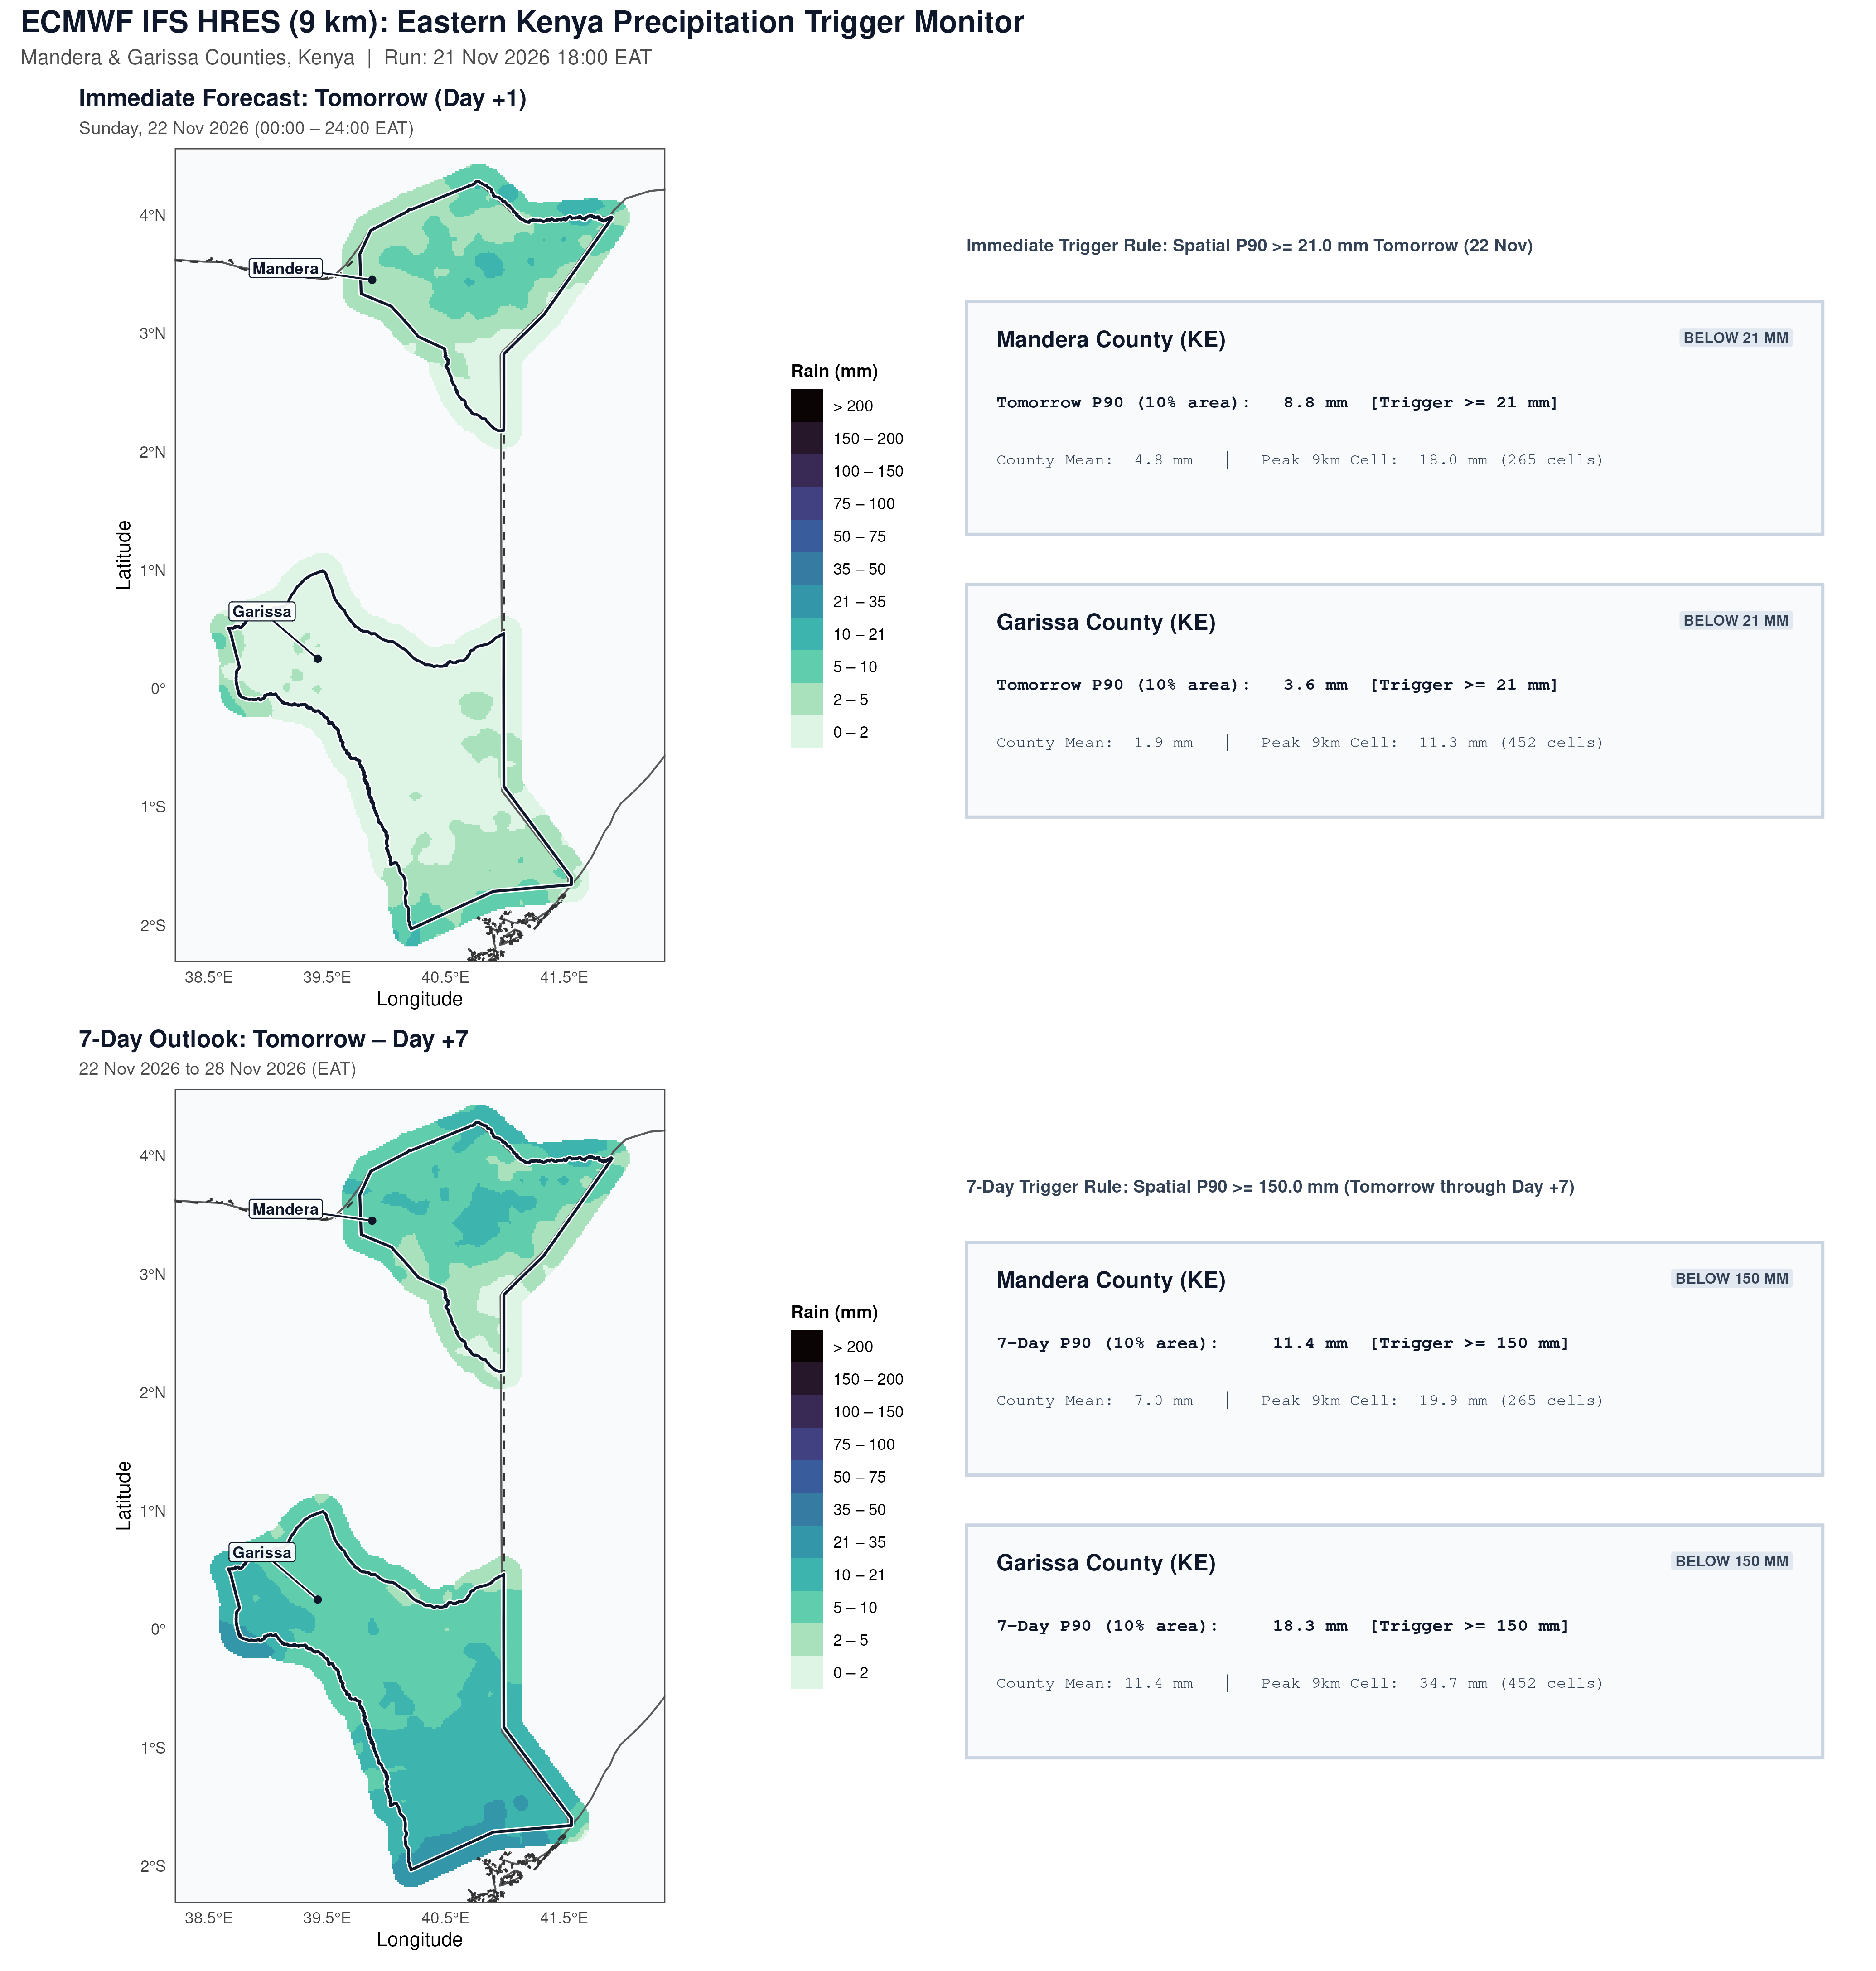 ECMWF IFS HRES (9 km): Eastern Kenya Precipitation Trigger Monitor
Mandera & Garissa Counties, Kenya | Run: 21 Nov 2026 18:00 EAT
Immediate Forecast: Tomorrow (Day +1)
Sunday, 22 Nov 2026 (00:00 – 24:00 EAT)
4°N
3°N
2°N
1°N
0°
1°S
2°S
Latitude
Mandera
Garissa
38.5°E 39.5°E 40.5°E 41.5°E
Longitude
Rain (mm)
> 200
150 – 200
100 – 150
75 – 100
50 – 75
35 – 50
21 – 35
10 – 21
5 – 10
2 – 5
0 – 2
Immediate Trigger Rule: Spatial P90 >= 21.0 mm Tomorrow (22 Nov)
Mandera County (KE)
BELOW 21 MM
Tomorrow P90 (10% area): 8.8 mm [Trigger >= 21 mm]
County Mean: 4.8 mm | Peak 9km Cell: 18.0 mm (265 cells)
Garissa County (KE)
BELOW 21 MM
Tomorrow P90 (10% area): 3.6 mm [Trigger >= 21 mm]
County Mean: 1.9 mm | Peak 9km Cell: 11.3 mm (452 cells)
7-Day Outlook: Tomorrow – Day +7
22 Nov 2026 to 28 Nov 2026 (EAT)
4°N
3°N
2°N
1°N
0°
1°S
2°S
Latitude
Mandera
Garissa
38.5°E 39.5°E 40.5°E 41.5°E
Longitude
Rain (mm)
> 200
150 – 200
100 – 150
75 – 100
50 – 75
35 – 50
21 – 35
10 – 21
5 – 10
2 – 5
0 – 2
7-Day Trigger Rule: Spatial P90 >= 150.0 mm (Tomorrow through Day +7)
Mandera County (KE)
BELOW 150 MM
7-Day P90 (10% area): 11.4 mm [Trigger >= 150 mm]
County Mean: 7.0 mm | Peak 9km Cell: 19.9 mm (265 cells)
Garissa County (KE)
BELOW 150 MM
7-Day P90 (10% area): 18.3 mm [Trigger >= 150 mm]
County Mean: 11.4 mm | Peak 9km Cell: 34.7 mm (452 cells)